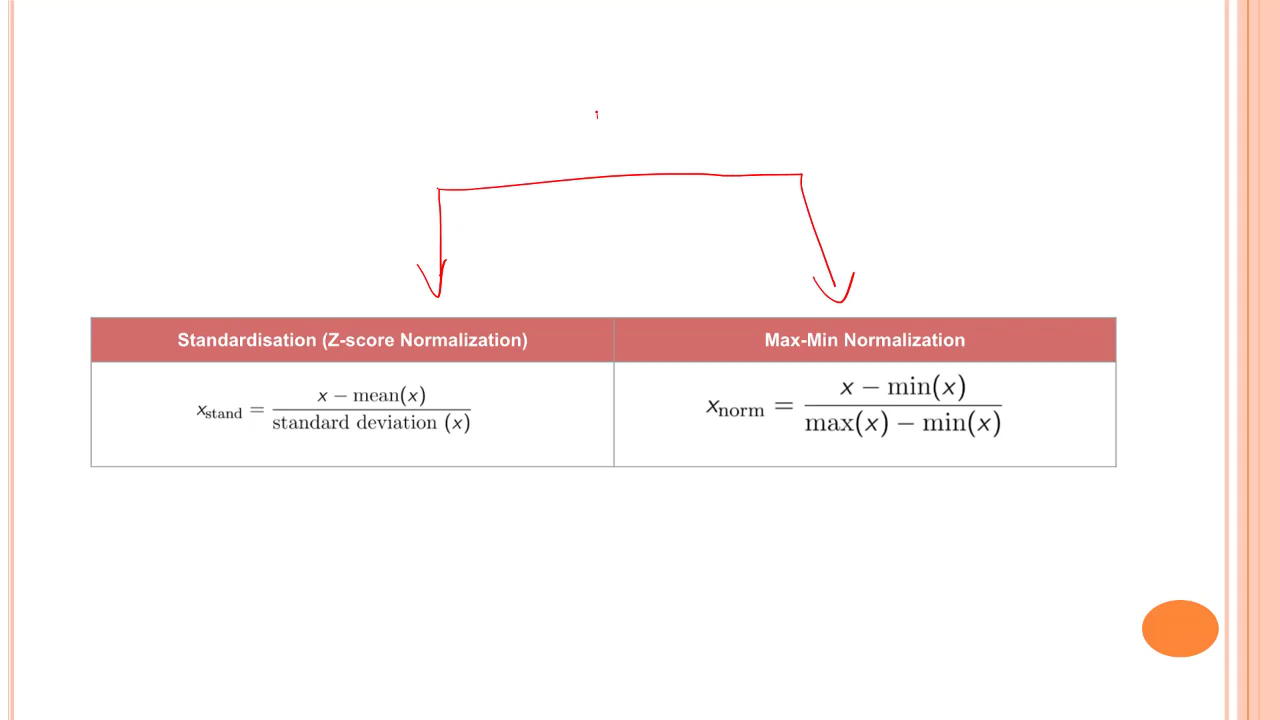 Standardisation (Z-score Normalization)
x_stand = (x − mean(x)) / (standard deviation (x))
Max-Min Normalization
x_norm = (x − min(x)) / (max(x) − min(x))